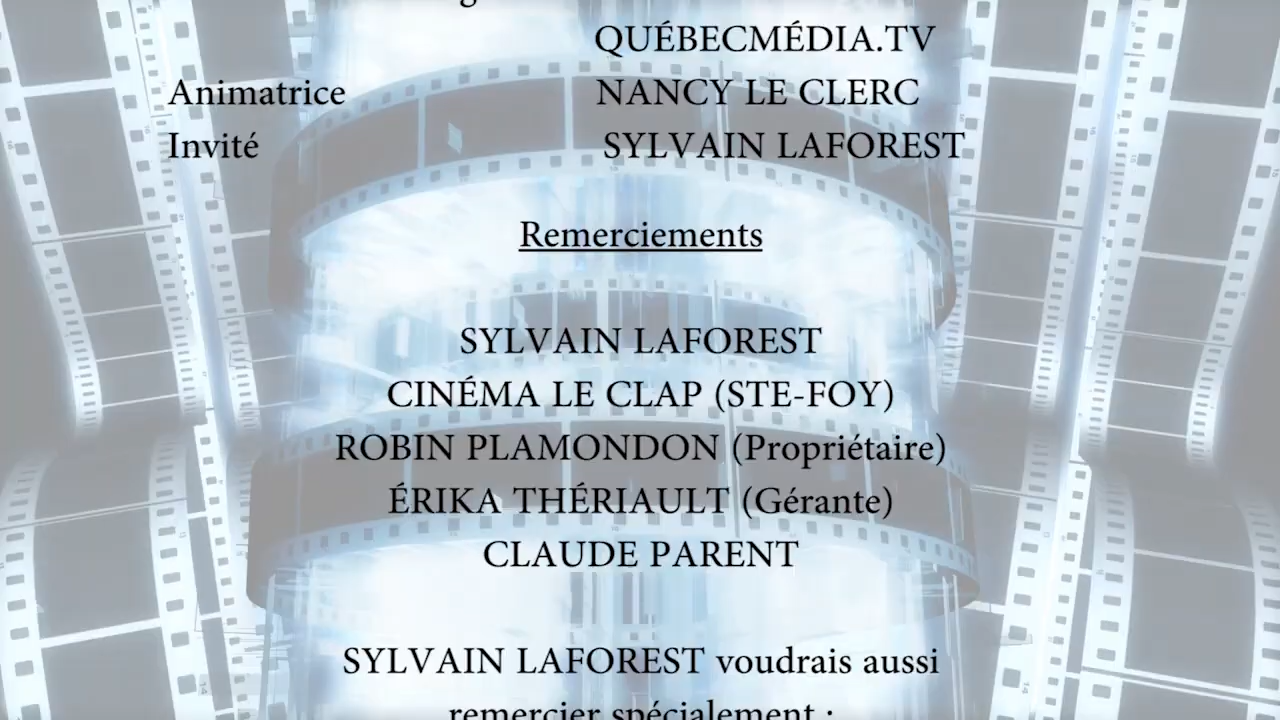 QUÉBECMÉDIA.TV
Animatrice NANCY LE CLERC
Invité SYLVAIN LAFOREST
Remerciements
SYLVAIN LAFOREST
CINÉMA LE CLAP (STE-FOY)
ROBIN PLAMONDON (Propriétaire)
ÉRIKA THÉRIAULT (Gérante)
CLAUDE PARENT
SYLVAIN LAFOREST voudrais aussi
remercier spécialement :